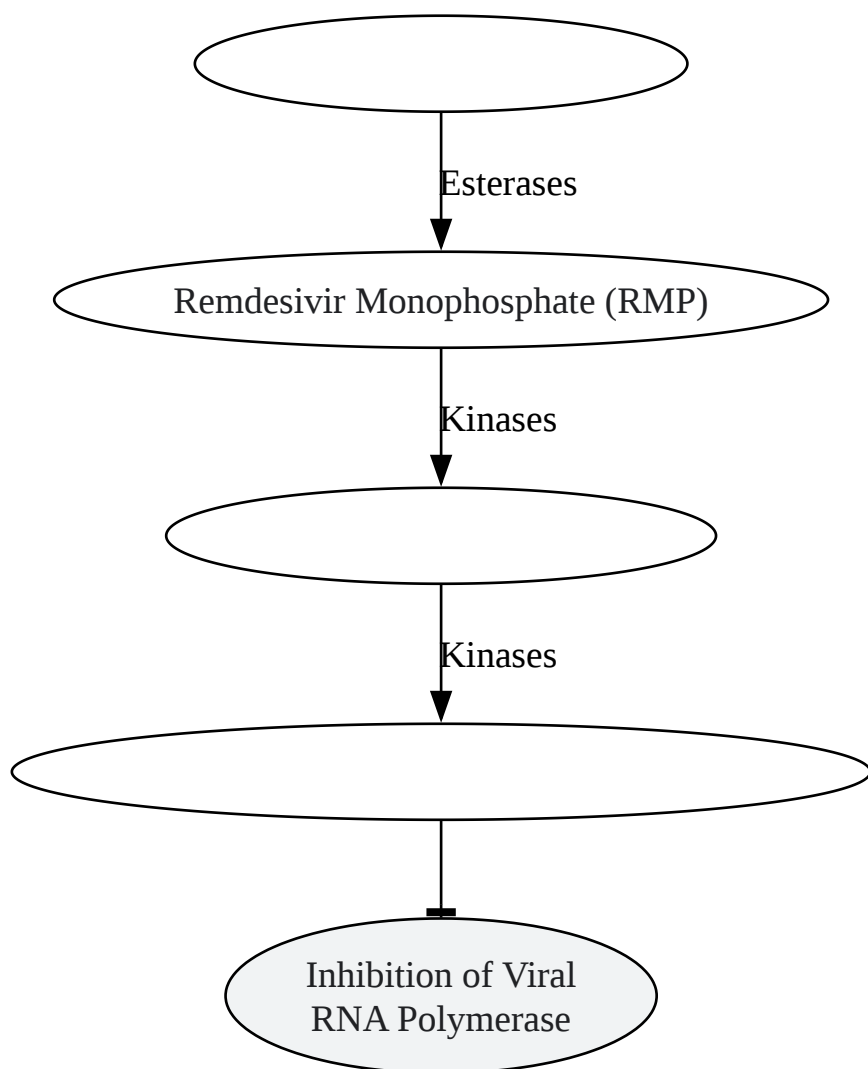 Esterases
Remdesivir Monophosphate (RMP)
Kinases
Kinases
Inhibition of Viral
RNA Polymerase